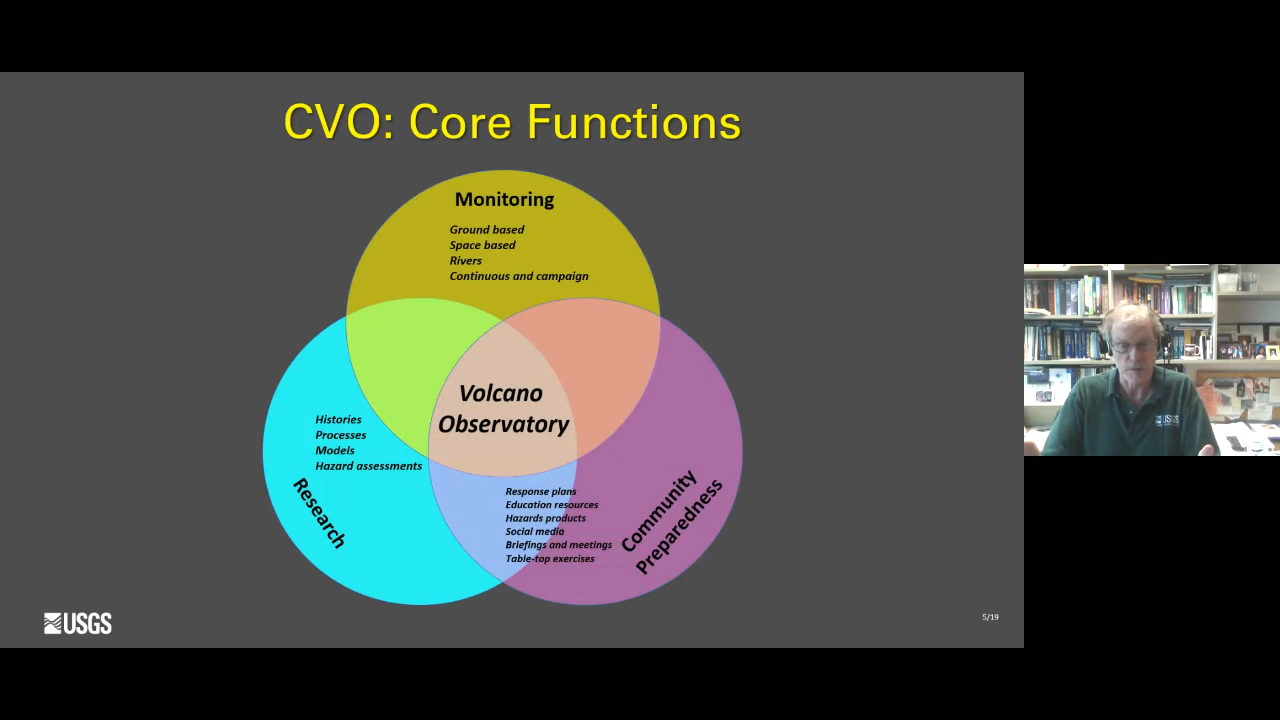 CVO: Core Functions
Monitoring
Ground based
Space based
Rivers
Continuous and campaign
Volcano
Observatory
Histories
Processes
Models
Hazard assessments
Research
Response plans
Education resources
Hazards products
Social media
Briefings and meetings
Table-top exercises
Community
Preparedness
USGS
5/19
USGS